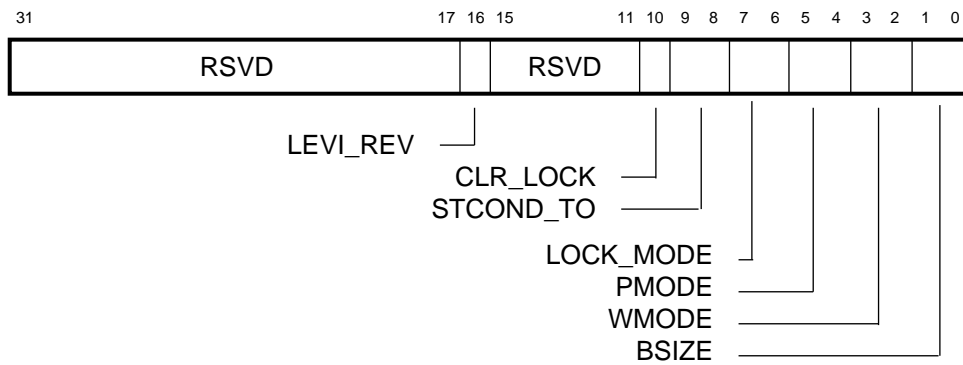 31 17 16 15 11 10 9 8 7 6 5 4 3 2 1 0
RSVD RSVD
LEVI_REV
CLR_LOCK
STCOND_TO
LOCK_MODE
PMODE
WMODE
BSIZE